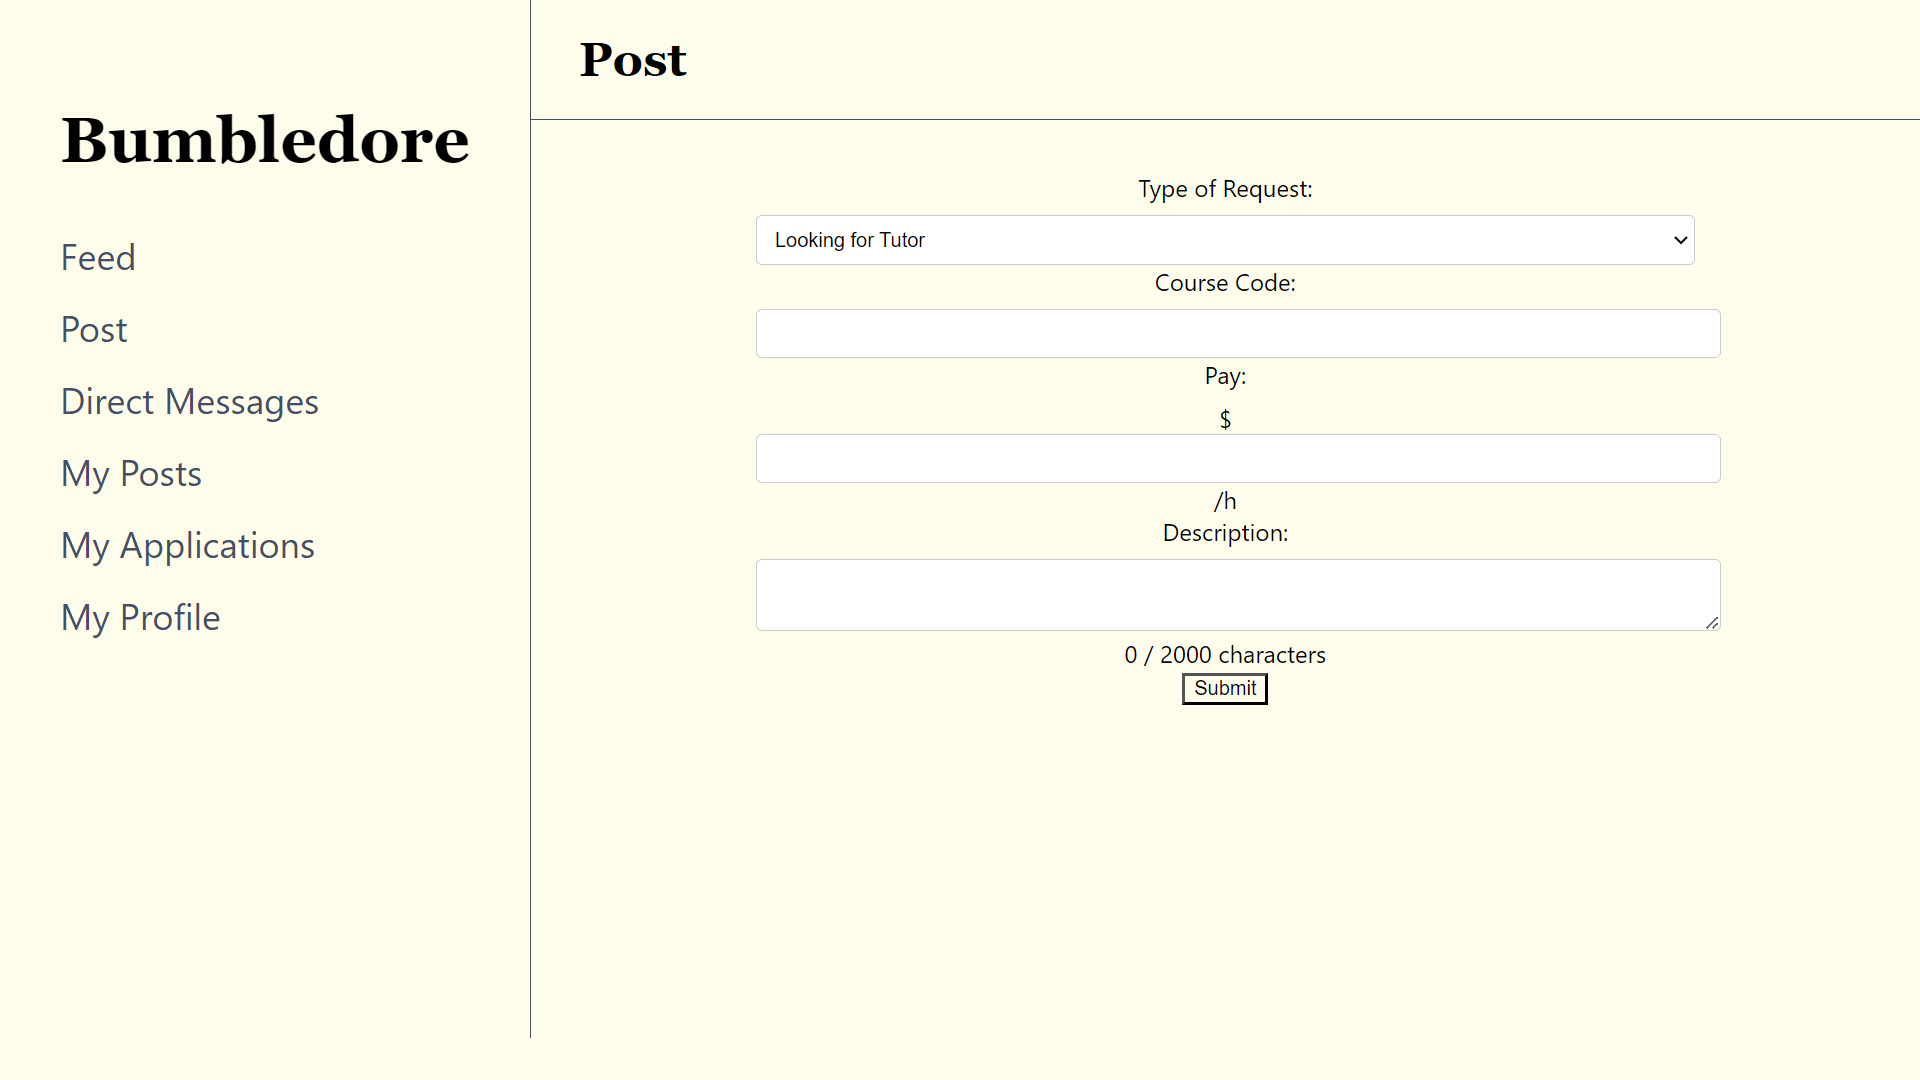 Bumbledore
Feed
Post
Direct Messages
My Posts
My Applications
My Profile
Post
Type of Request:
Looking for Tutor
Course Code:
Pay:
$
/h
Description:
0 / 2000 characters
Submit